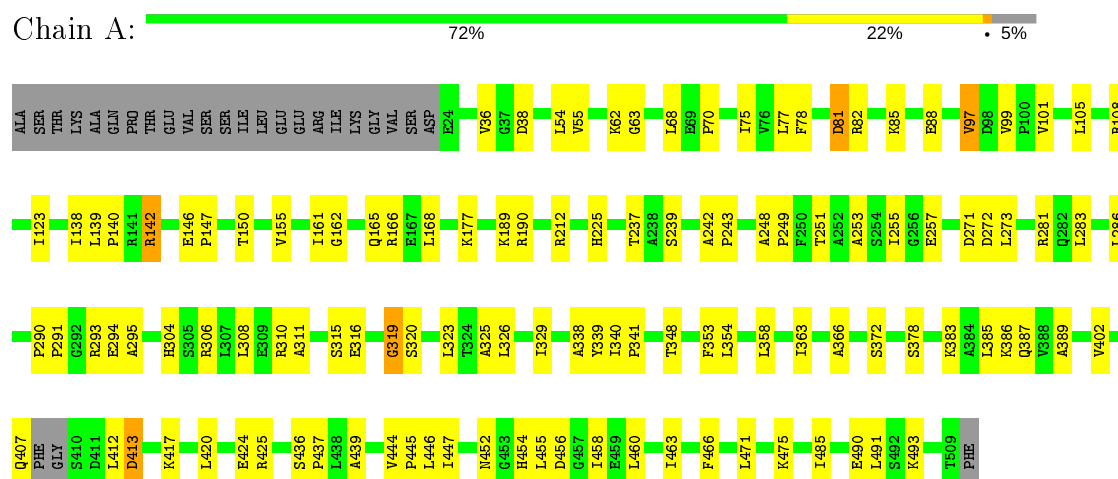 Chain A:
72% 22% • 5%
ALA SER THR LYS ALA GLN PRO THR GLU VAL SER SER ILE LEU GLU GLU ARG ILE LYS GLY VAL SER ASP E24 V36 G37 D38 L54 V55 K62 G63 L68 E69 P70 I75 V76 L77 F78 D81 R82 K85 E88 V97 D98 V99 P100 V101 L105
I123 I138 L139 P140 R141 R142 E146 P147 T150 V155 I161 G162 Q165 R166 E167 L168 K177 K189 R190 R212 H225 T237 A238 S239 A242 P243 A248 P249 F250 T251 A252 A253 S254 I255 G256 E257 D271 D272 L273 R281 Q282 L283
P290 P291 G292 R293 E294 A295 H304 S305 R306 L307 L308 E309 R310 A311 S315 E316 G319 S320 L323 T324 A325 L326 I329 A338 Y339 I340 P341 T348 F353 L354 L358 I363 A366 S372 S378 K383 A384 L385 K386 Q387 V388 A389 V402
Q407 PHE GLY S410 D411 L412 D413 K417 L420 E424 R425 S436 P437 L438 A439 V444 P445 L446 I447 N452 G453 H454 L455 D456 G457 I458 E459 L460 I463 F466 L471 K475 I485 E490 L491 S492 K493 T509 PHE